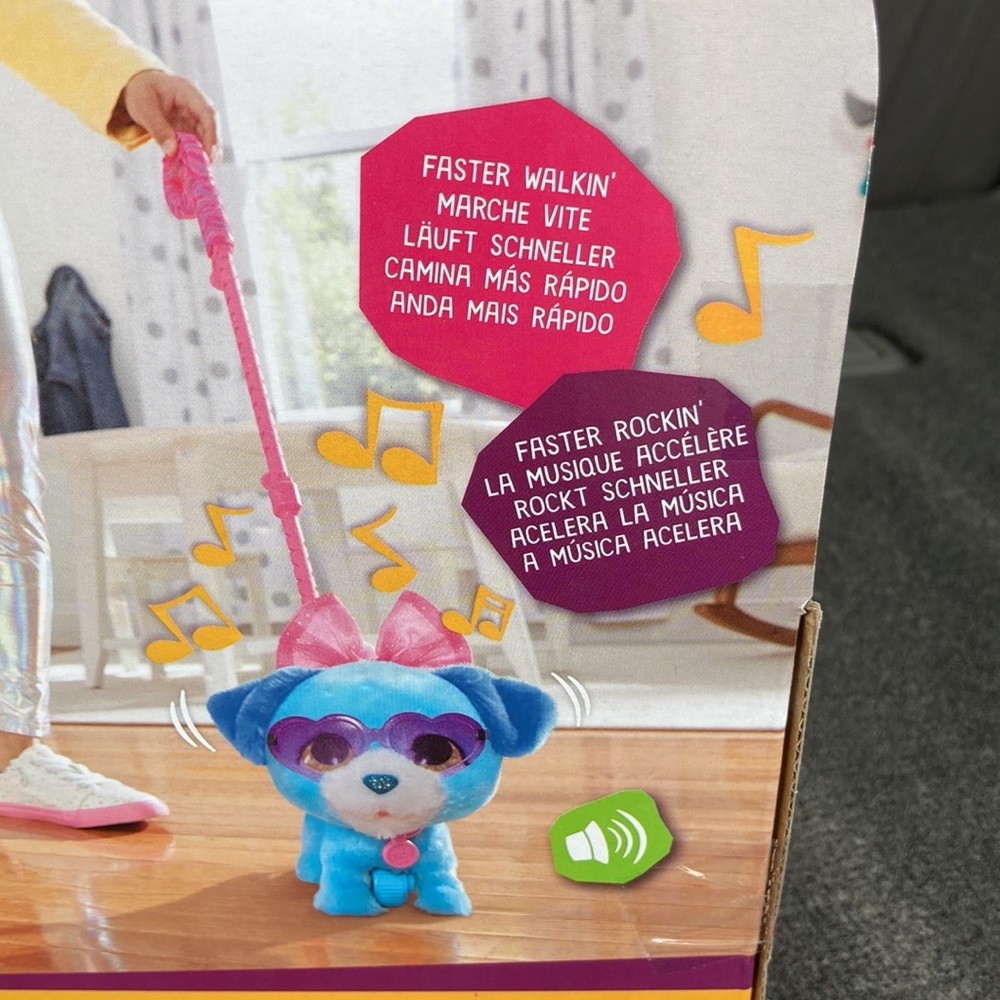 FASTER WALKIN'
MARCHE VITE
LÄUFT SCHNELLER
CAMINA MÁS RÁPIDO
ANDA MAIS RÁPIDO
FASTER ROCKIN'
LA MUSIQUE ACCÉLÈRE
ROCKT SCHNELLER
ACELERA LA MÚSICA
A MÚSICA ACELERA